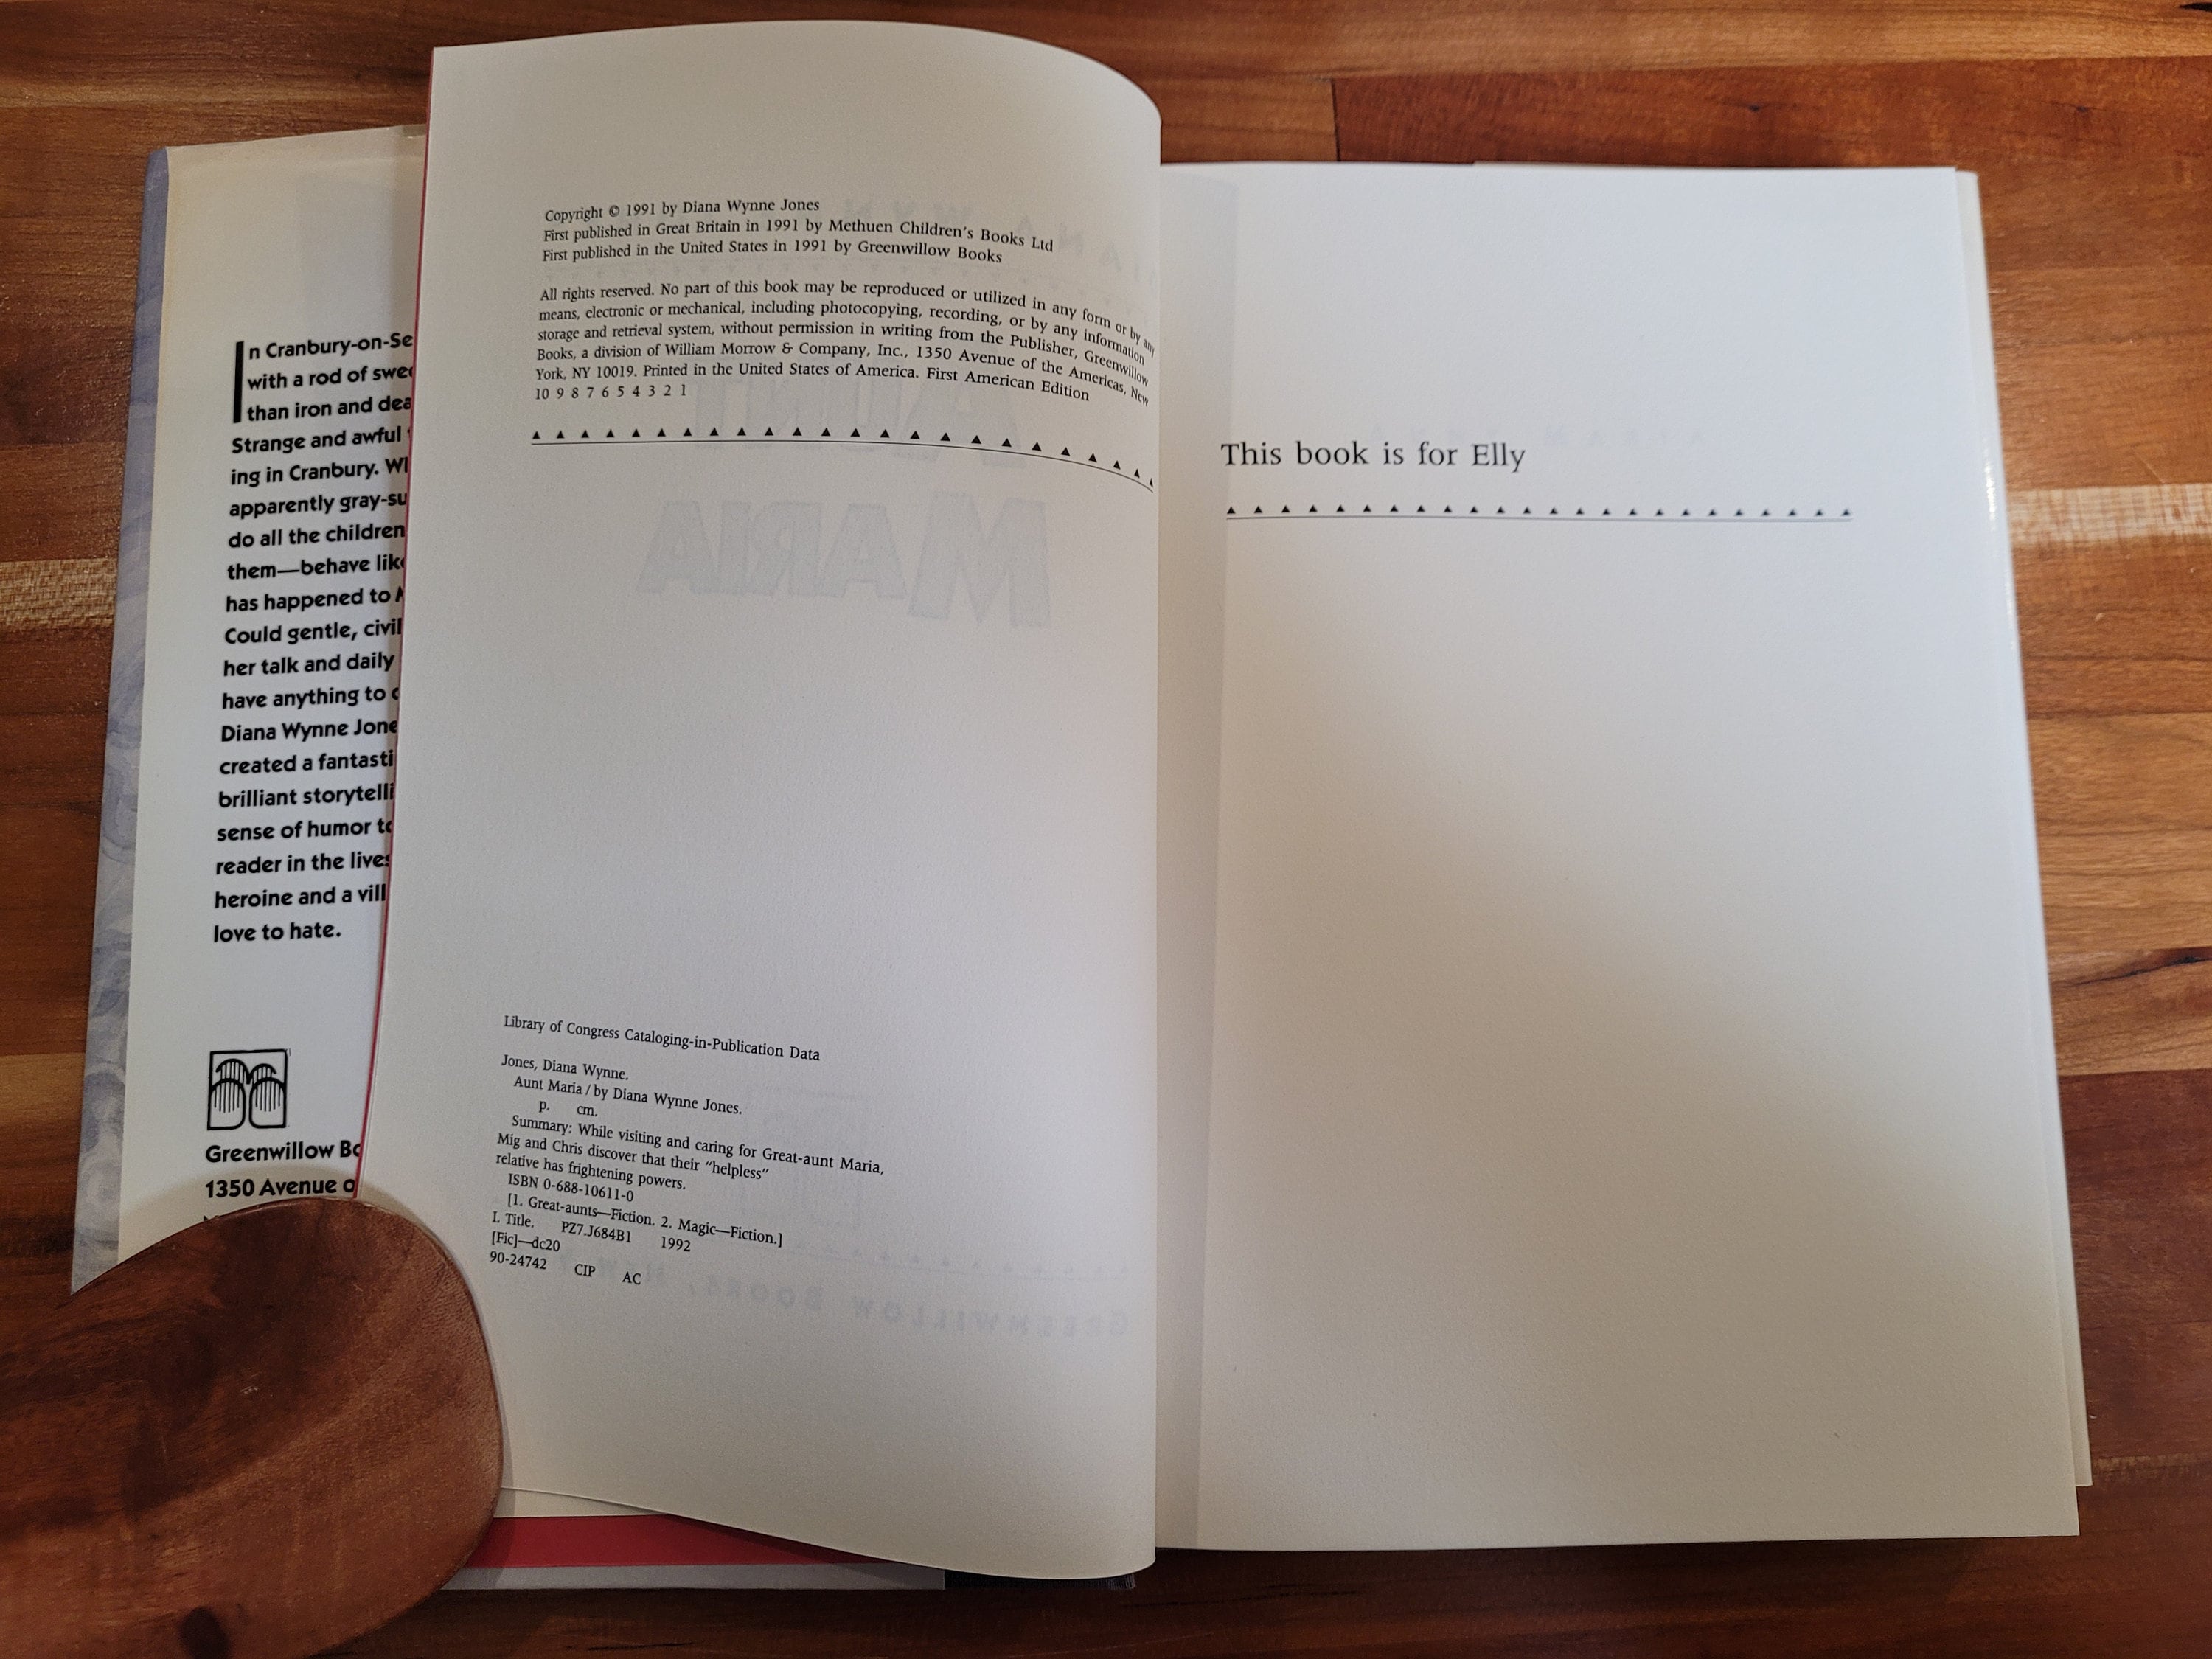 In Cranbury-on-Se
with a rod of swee
than iron and dea
Strange and awful
ing in Cranbury. Wh
apparently gray-su
do all the children
them—behave like
has happened to
Could gentle, civil
her talk and daily
have anything to
Diana Wynne Jone
created a fantasti
brilliant storytelli
sense of humor to
reader in the lives
heroine and a vill
love to hate.
Greenwillow Bo
1350 Avenue o
Copyright © 1991 by Diana Wynne Jones
First published in Great Britain in 1991 by Methuen Children's Books Ltd
First published in the United States in 1991 by Greenwillow Books
All rights reserved. No part of this book may be reproduced or utilized in any form or by any
means, electronic or mechanical, including photocopying, recording, or by any information
storage and retrieval system, without permission in writing from the Publisher, Greenwillow
Books, a division of William Morrow & Company, Inc., 1350 Avenue of the Americas, New
York, NY 10019. Printed in the United States of America. First American Edition
10 9 8 7 6 5 4 3 2 1
MARIA
Library of Congress Cataloging-in-Publication Data
Jones, Diana Wynne.
Aunt Maria / by Diana Wynne Jones.
p. cm.
Summary: While visiting and caring for Great-aunt Maria,
Mig and Chris discover that their "helpless"
relative has frightening powers.
ISBN 0-688-10611-0
[1. Great-aunts—Fiction. 2. Magic—Fiction.]
I. Title. PZ7.J684B1 1992
[Fic]—dc20
90-24742 CIP AC
GREENWILLOW BOOKS,
This book is for Elly